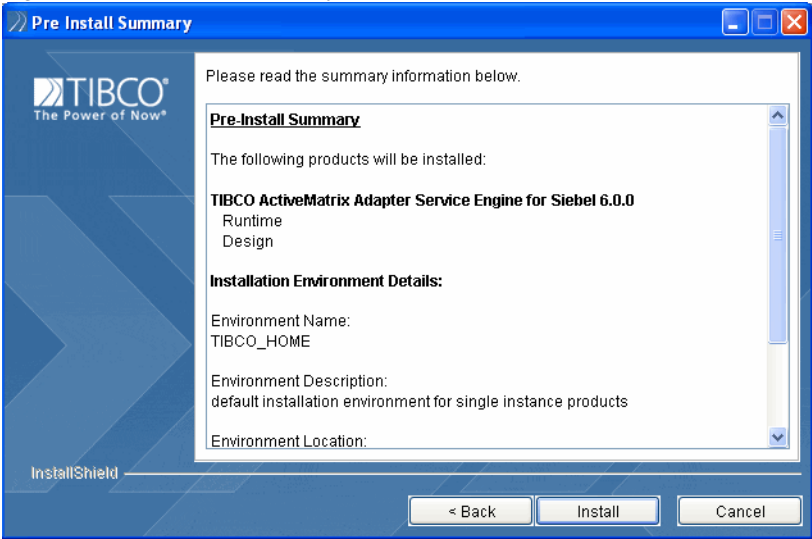 Pre Install Summary
TIBCO®
The Power of Now®
Please read the summary information below.
Pre-Install Summary
The following products will be installed:
TIBCO ActiveMatrix Adapter Service Engine for Siebel 6.0.0
Runtime
Design
Installation Environment Details:
Environment Name:
TIBCO_HOME
Environment Description:
default installation environment for single instance products
Environment Location:
InstallShield
< Back
Install
Cancel